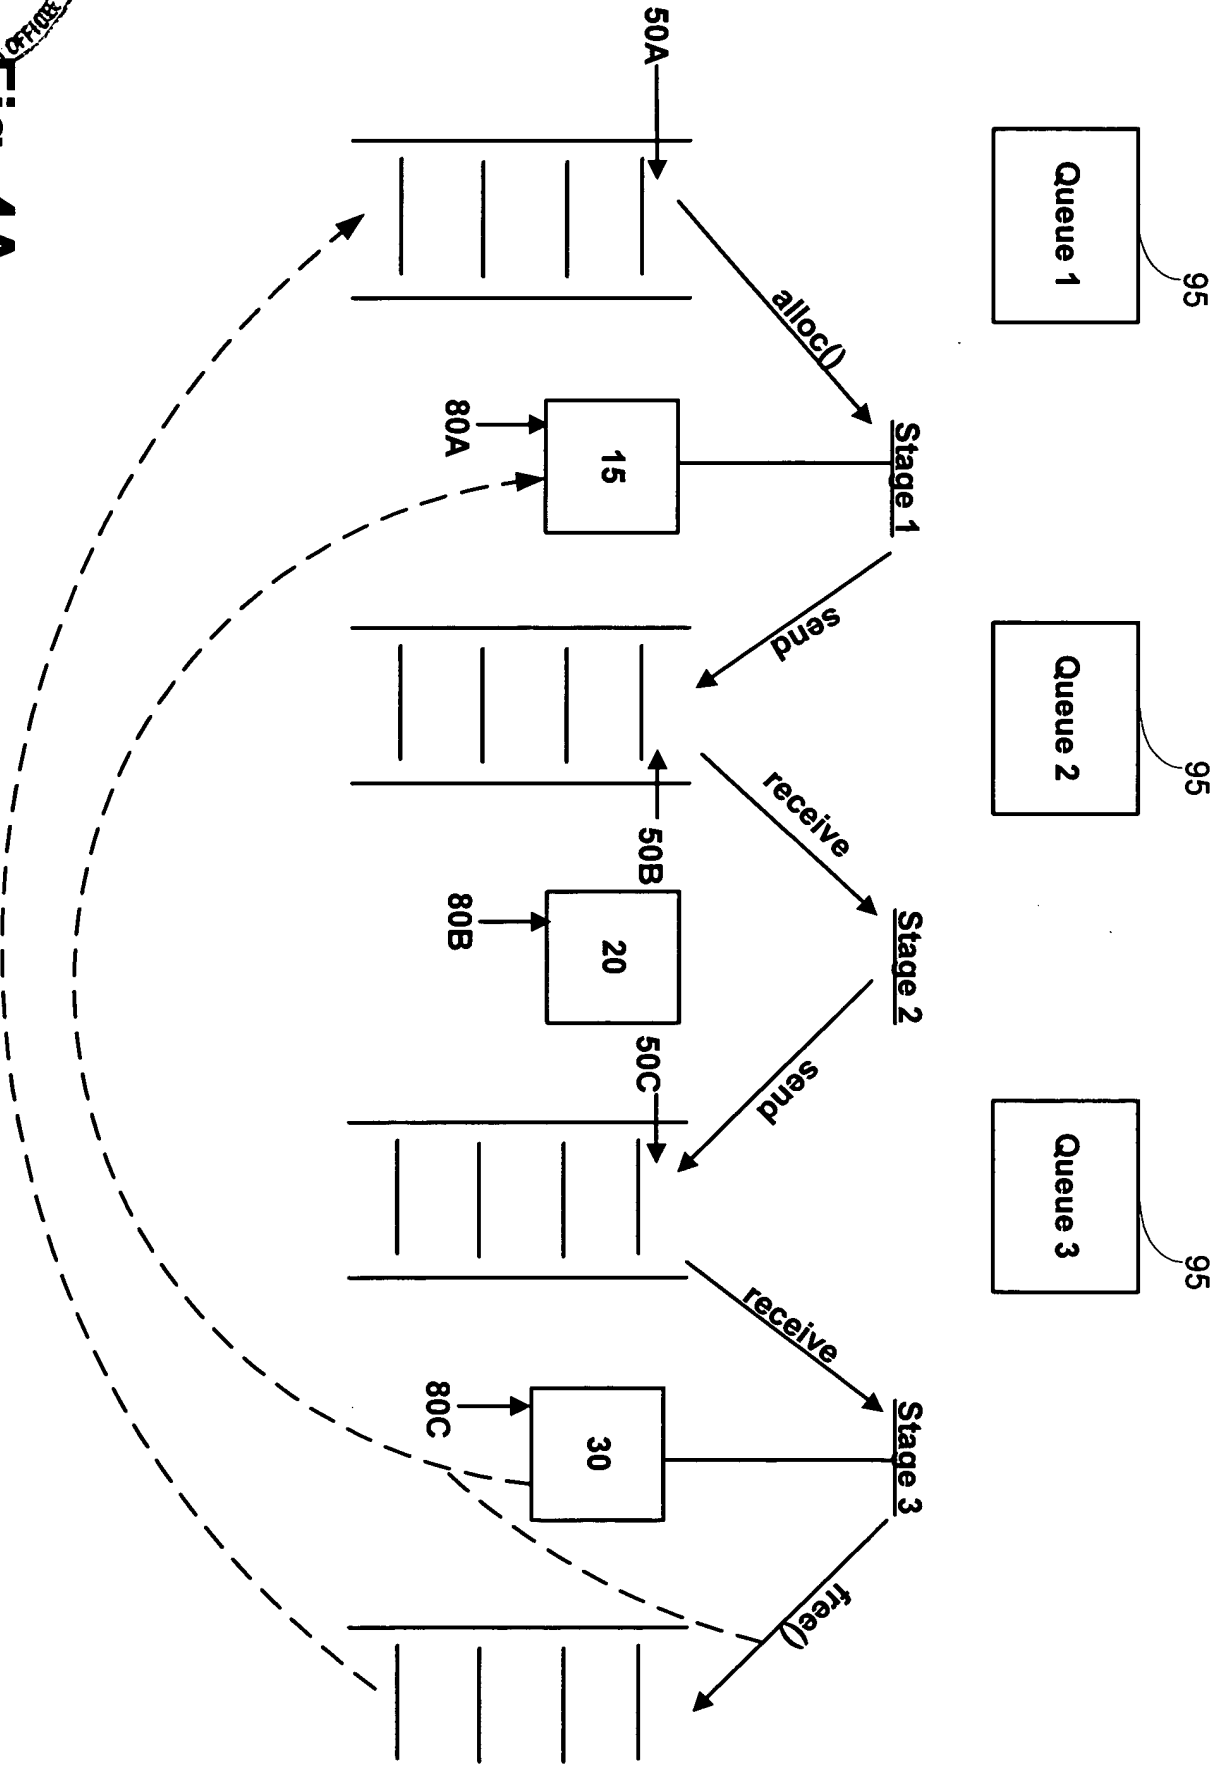 95
95
95
Queue 1
Queue 2
Queue 3
Stage 1
Stage 2
Stage 3
alloc()
send
receive
send
receive
free()
50A
50B
50C
15
20
30
80A
80B
80C
OFFICE